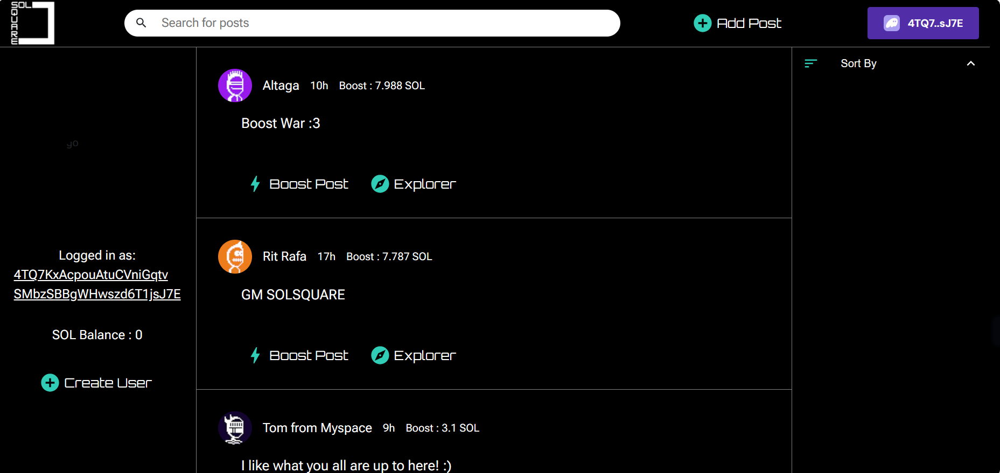 SOL
SQUARE
Search for posts
Add Post
4TQ7..sJ7E
yo
Logged in as:
4TQ7KxAcpouAtuCVniGqtv
SMbzSBBgWHwszd6T1jsJ7E
SOL Balance : 0
Create User
Altaga 10h Boost : 7.988 SOL
Boost War :3
Boost Post Explorer
Rit Rafa 17h Boost : 7.787 SOL
GM SOLSQUARE
Boost Post Explorer
Tom from Myspace 9h Boost : 3.1 SOL
I like what you all are up to here! :)
Sort By